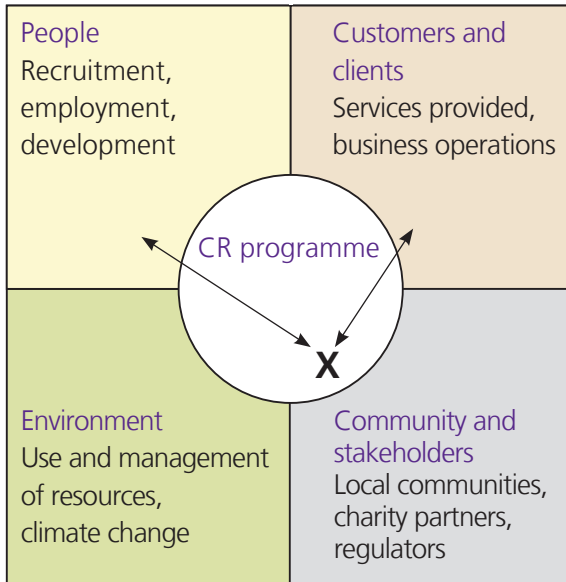 People
Recruitment,
employment,
development
Customers and
clients
Services provided,
business operations
CR programme
X
Environment
Use and management
of resources,
climate change
Community and
stakeholders
Local communities,
charity partners,
regulators